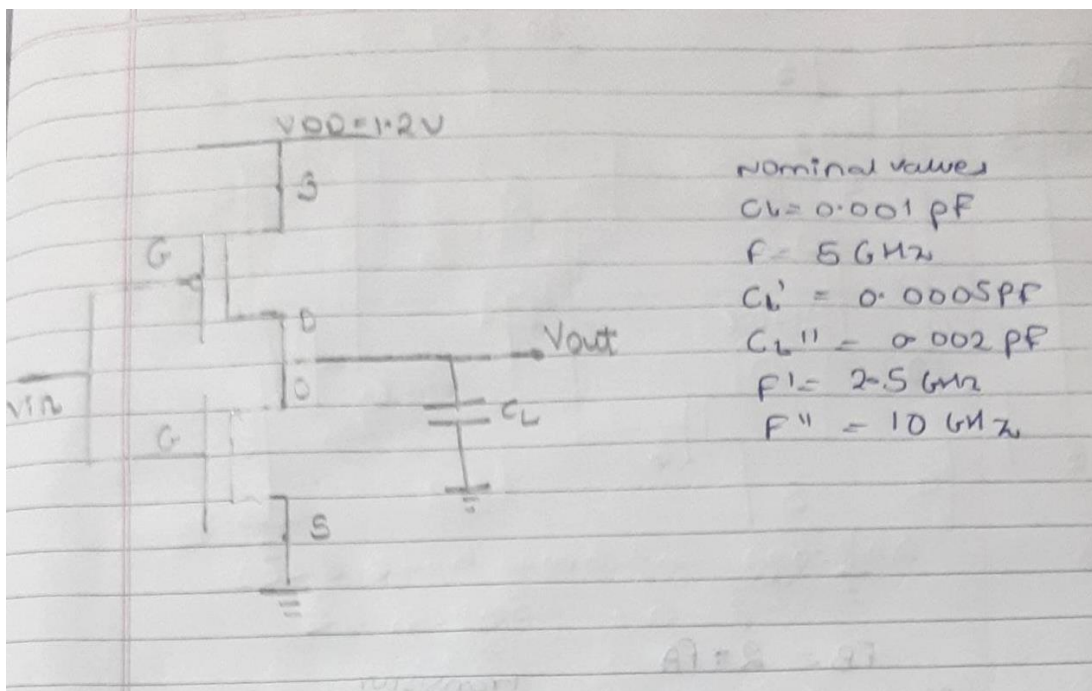 VDD=1.2V
S
G
D
Vout
D
Vin
CL
G
S
Nominal values
CL= 0.001 pF
F= 5 GHz
CL' = 0.0005pF
CL'' = 0.002 pF
F' = 2.5 GHz
F'' = 10 GHz